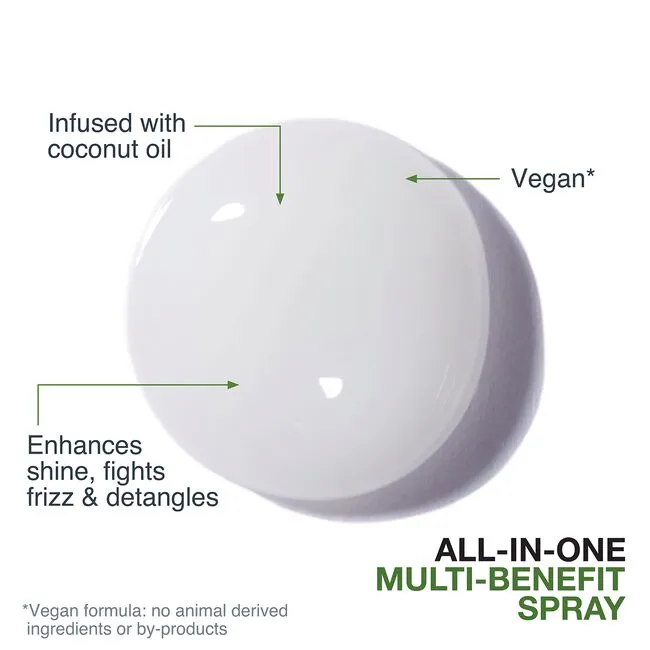 Infused with
coconut oil
Vegan*
Enhances
shine, fights
frizz & detangles
ALL-IN-ONE
MULTI-BENEFIT
SPRAY
*Vegan formula: no animal derived
ingredients or by-products